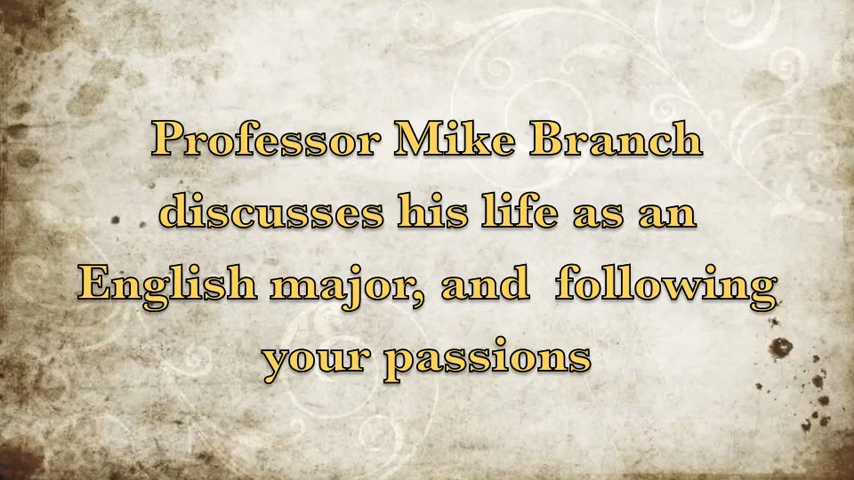 Professor Mike Branch
discusses his life as an
English major, and  following
your passions